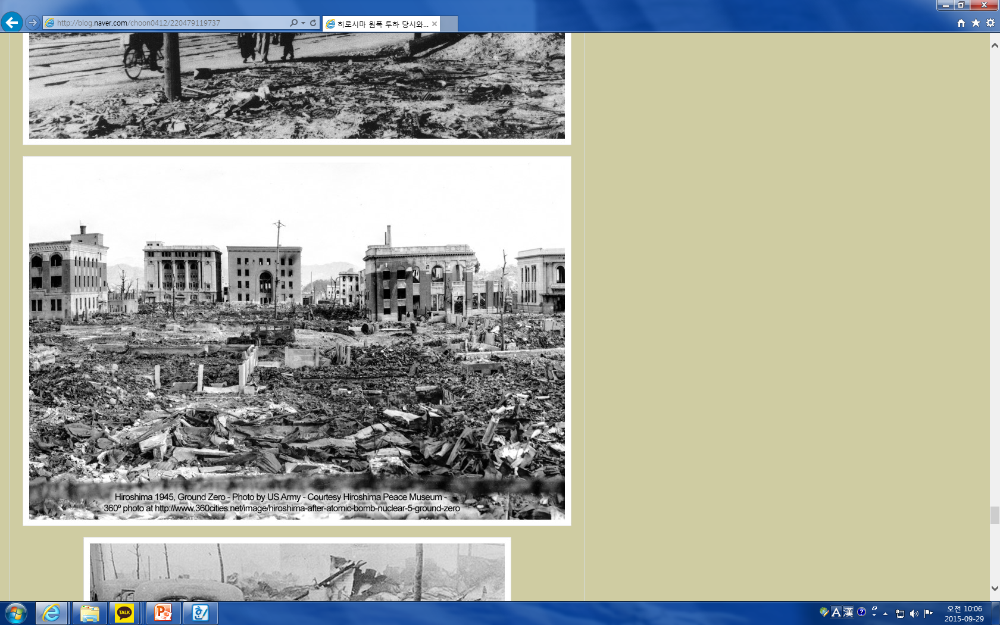 http://blog.naver.com/choon0412/220479119737
히로시마 원폭 투하 당시와...
Hiroshima 1945, Ground Zero - Photo by US Army - Courtesy Hiroshima Peace Museum -
360º photo at http://www.360cities.net/image/hiroshima-after-atomic-bomb-nuclear-5-ground-zero
TALK
A 漢 ?
오전 10:06
2015-09-29